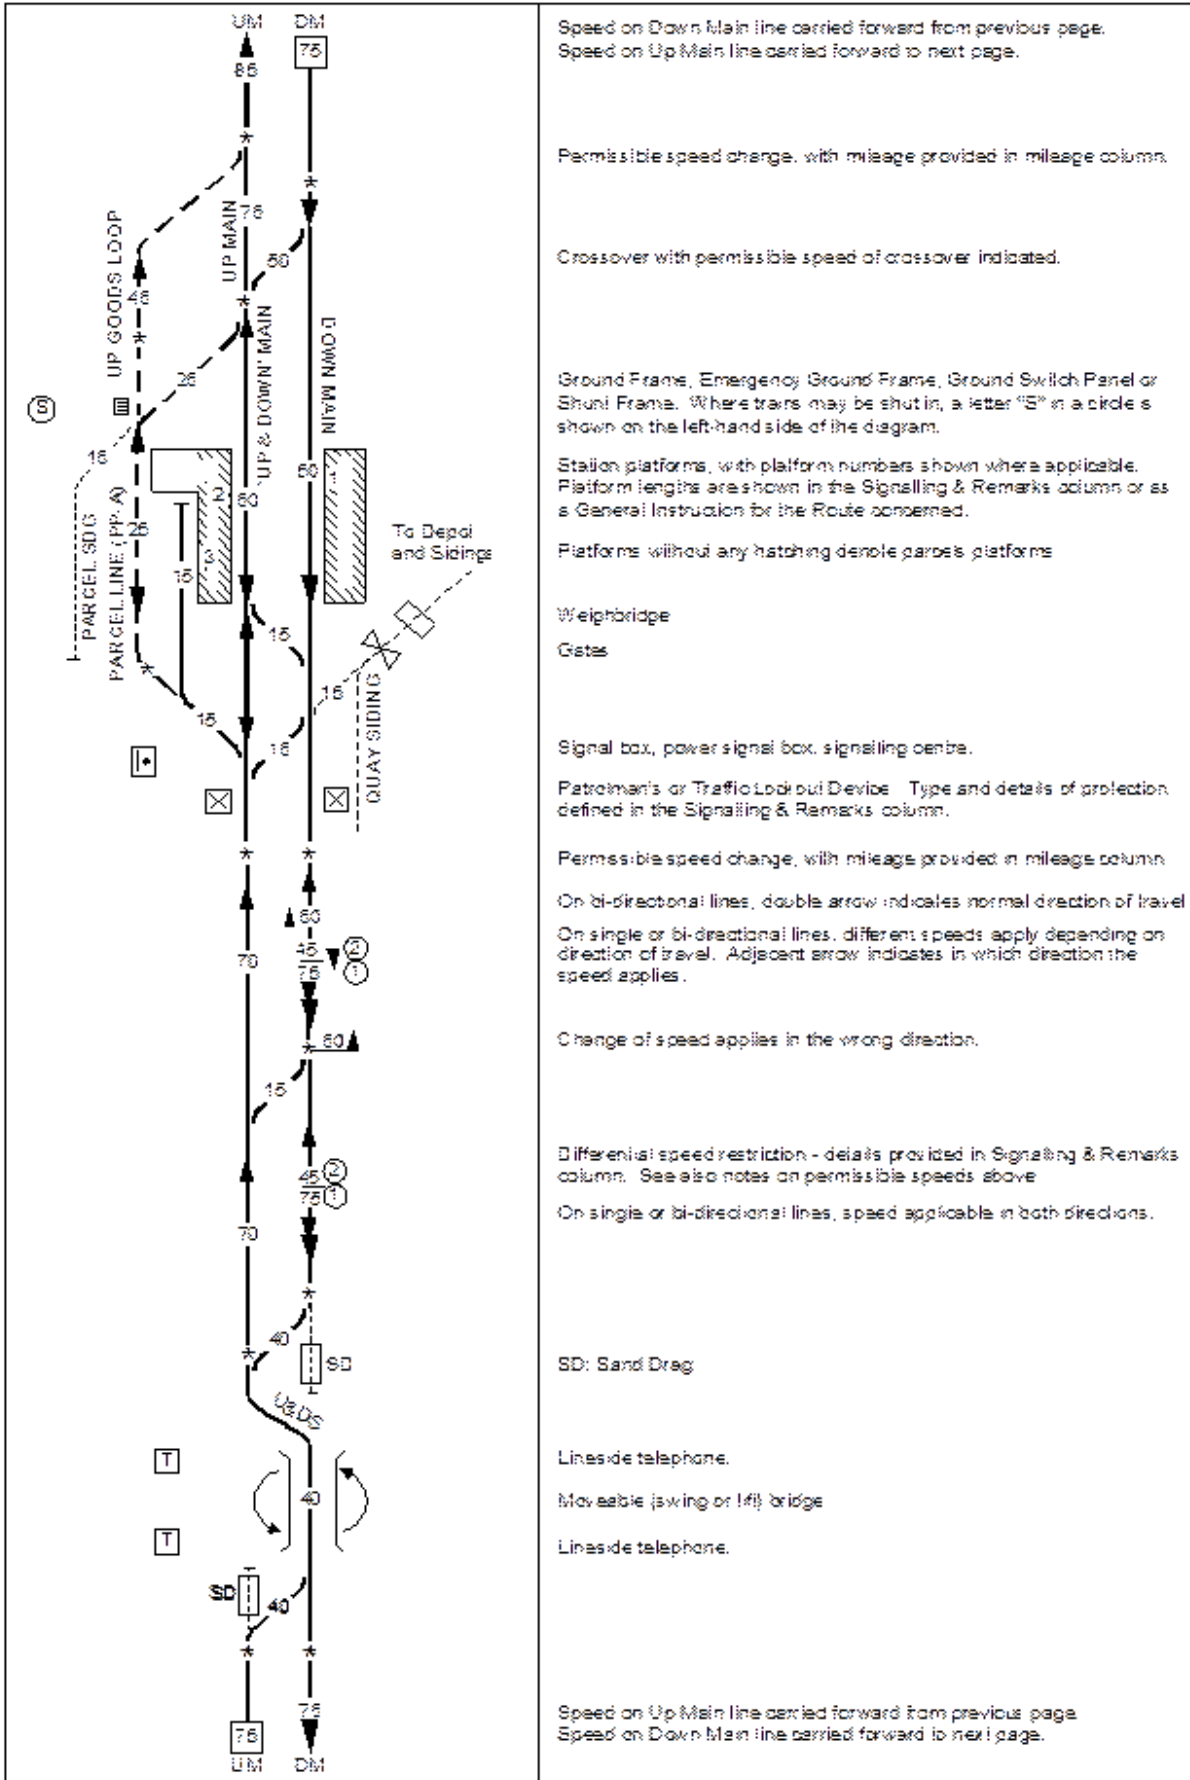 UM DM
75
85
Speed on Down Main line carried forward from previous page.
Speed on Up Main line carried forward to next page.
Permissible speed change, with mileage provided in mileage column.
75
UP MAIN
UP GOODS LOOP
50
Crossover with permissible speed of crossover indicated.
45
UP & DOWN' MAIN
DOWN MAIN
25
S
Ground Frame, Emergency Ground Frame, Ground Switch Panel or
Shunt Frame. Where trains may be shut in, a letter "S" in a circle is
shown on the left-hand side of the diagram.
15
50
Station platforms, with platform numbers shown where applicable.
Platform lengths are shown in the Signalling & Remarks column or as
a General Instruction for the Route concerned.
2
60
1
PARCEL SDG
PARCEL LINE (PP-A)
25
To Depot
and Sidings
Platforms without any hatching denote parcels platforms
3
15
Weighbridge
15
Gates
15
QUAY SIDING
15
15
Signal box, power signal box, signalling centre.
Patrolman's or Traffic Lockout Device Type and details of protection
defined in the Signalling & Remarks column.
Permissible speed change, with mileage provided in mileage column
On bi-directional lines, double arrow indicates normal direction of travel
60
45 2
75 1
70
On single or bi-directional lines, different speeds apply depending on
direction of travel. Adjacent arrow indicates in which direction the
speed applies.
60
Change of speed applies in the wrong direction.
15
45 2
75 1
Differential speed restriction - details provided in Signalling & Remarks
column. See also notes on permissible speeds above
On single or bi-directional lines, speed applicable in both directions.
70
40
SD
SD: Sand Drag
U&DS
T
Lineside telephone.
40
Moveable (swing or lift) bridge
T
Lineside telephone.
SD
40
75
Speed on Up Main line carried forward from previous page
Speed on Down Main line carried forward to next page.
75
UM DM